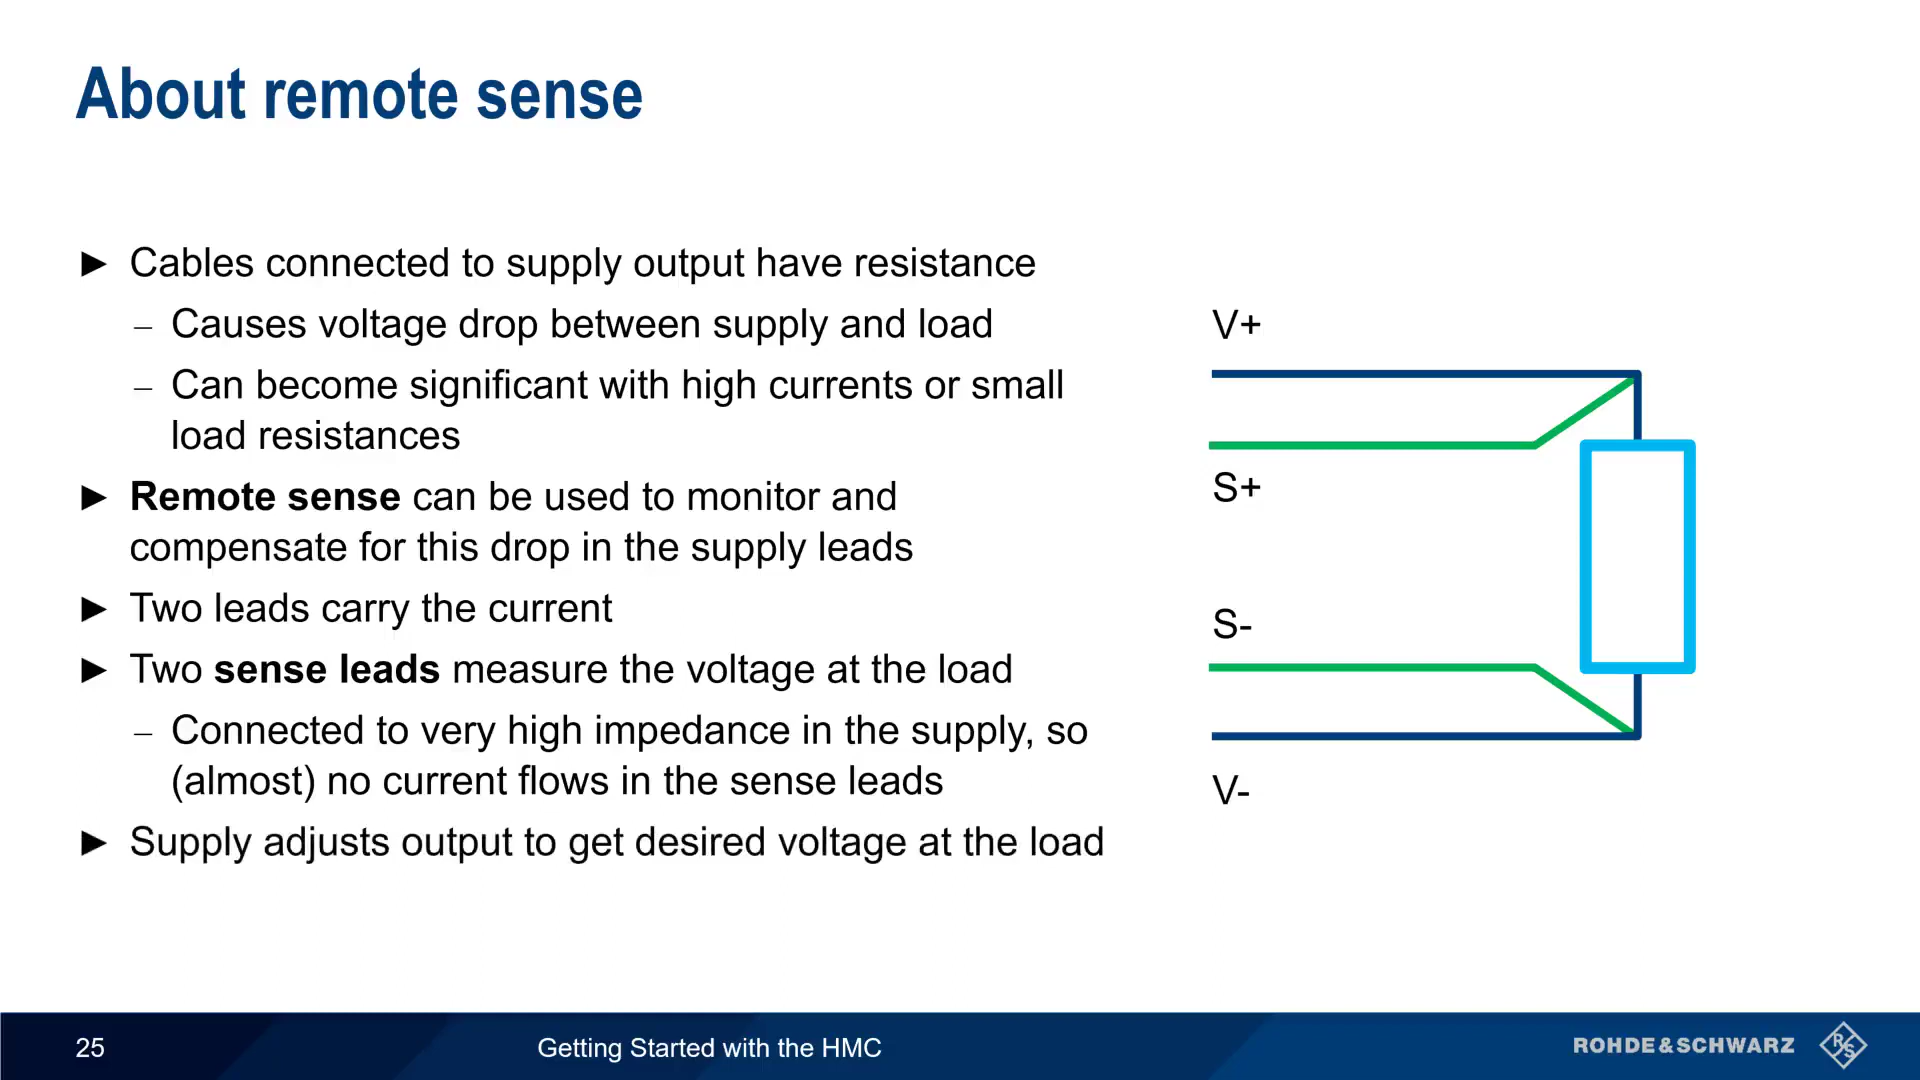 About remote sense
► Cables connected to supply output have resistance
– Causes voltage drop between supply and load
– Can become significant with high currents or small
load resistances
► Remote sense can be used to monitor and
compensate for this drop in the supply leads
► Two leads carry the current
► Two sense leads measure the voltage at the load
– Connected to very high impedance in the supply, so
(almost) no current flows in the sense leads
► Supply adjusts output to get desired voltage at the load
V+
S+
S-
V-
25
Getting Started with the HMC
ROHDE&SCHWARZ
R
S